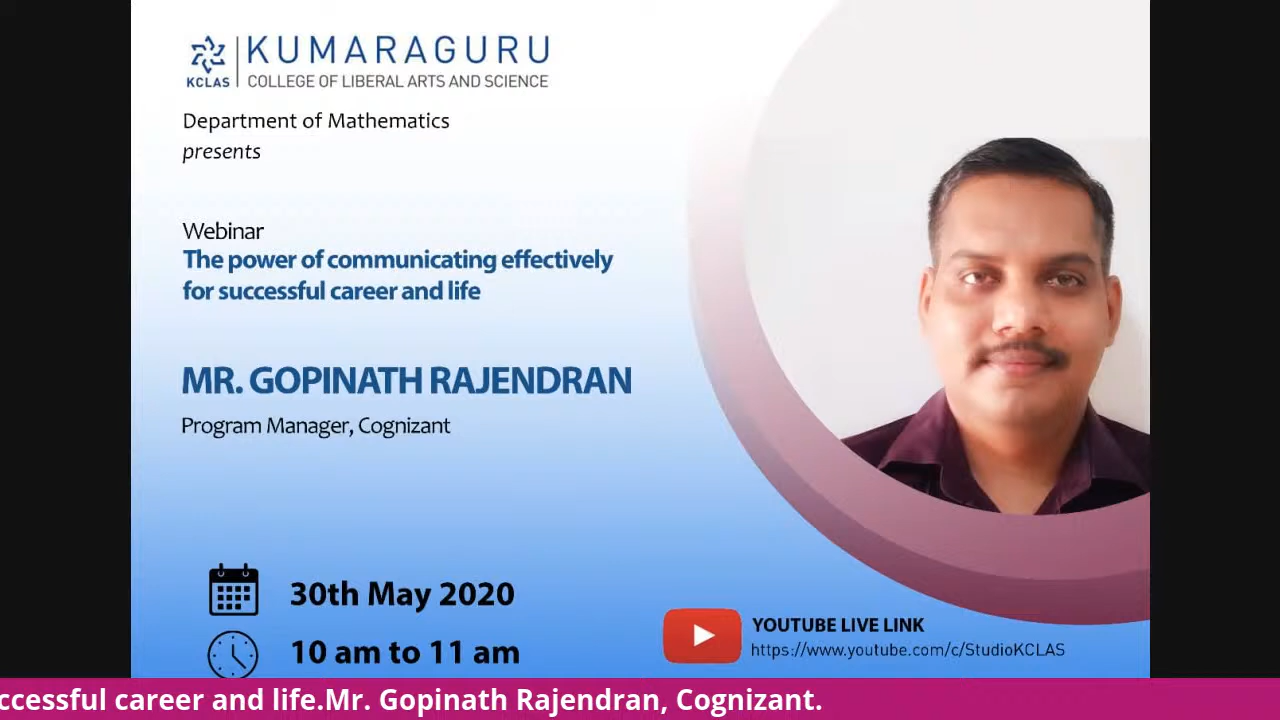 KCLAS
KUMARAGURU
COLLEGE OF LIBERAL ARTS AND SCIENCE
Department of Mathematics
presents
Webinar
The power of communicating effectively
for successful career and life
MR. GOPINATH RAJENDRAN
Program Manager, Cognizant
30th May 2020
10 am to 11 am
YOUTUBE LIVE LINK
https://www.youtube.com/c/StudioKCLAS
ccessful career and life.Mr. Gopinath Rajendran, Cognizant.